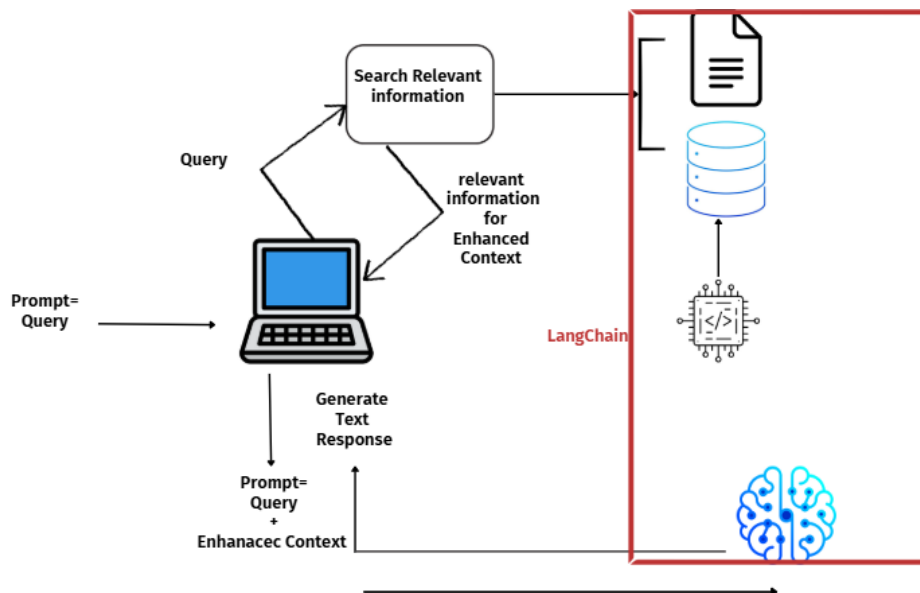 Search Relevant
information
Query
relevant
information
for
Enhanced
Context
Prompt=
Query
LangChain
</>
Generate
Text
Response
Prompt=
Query
+
Enhanacec Context